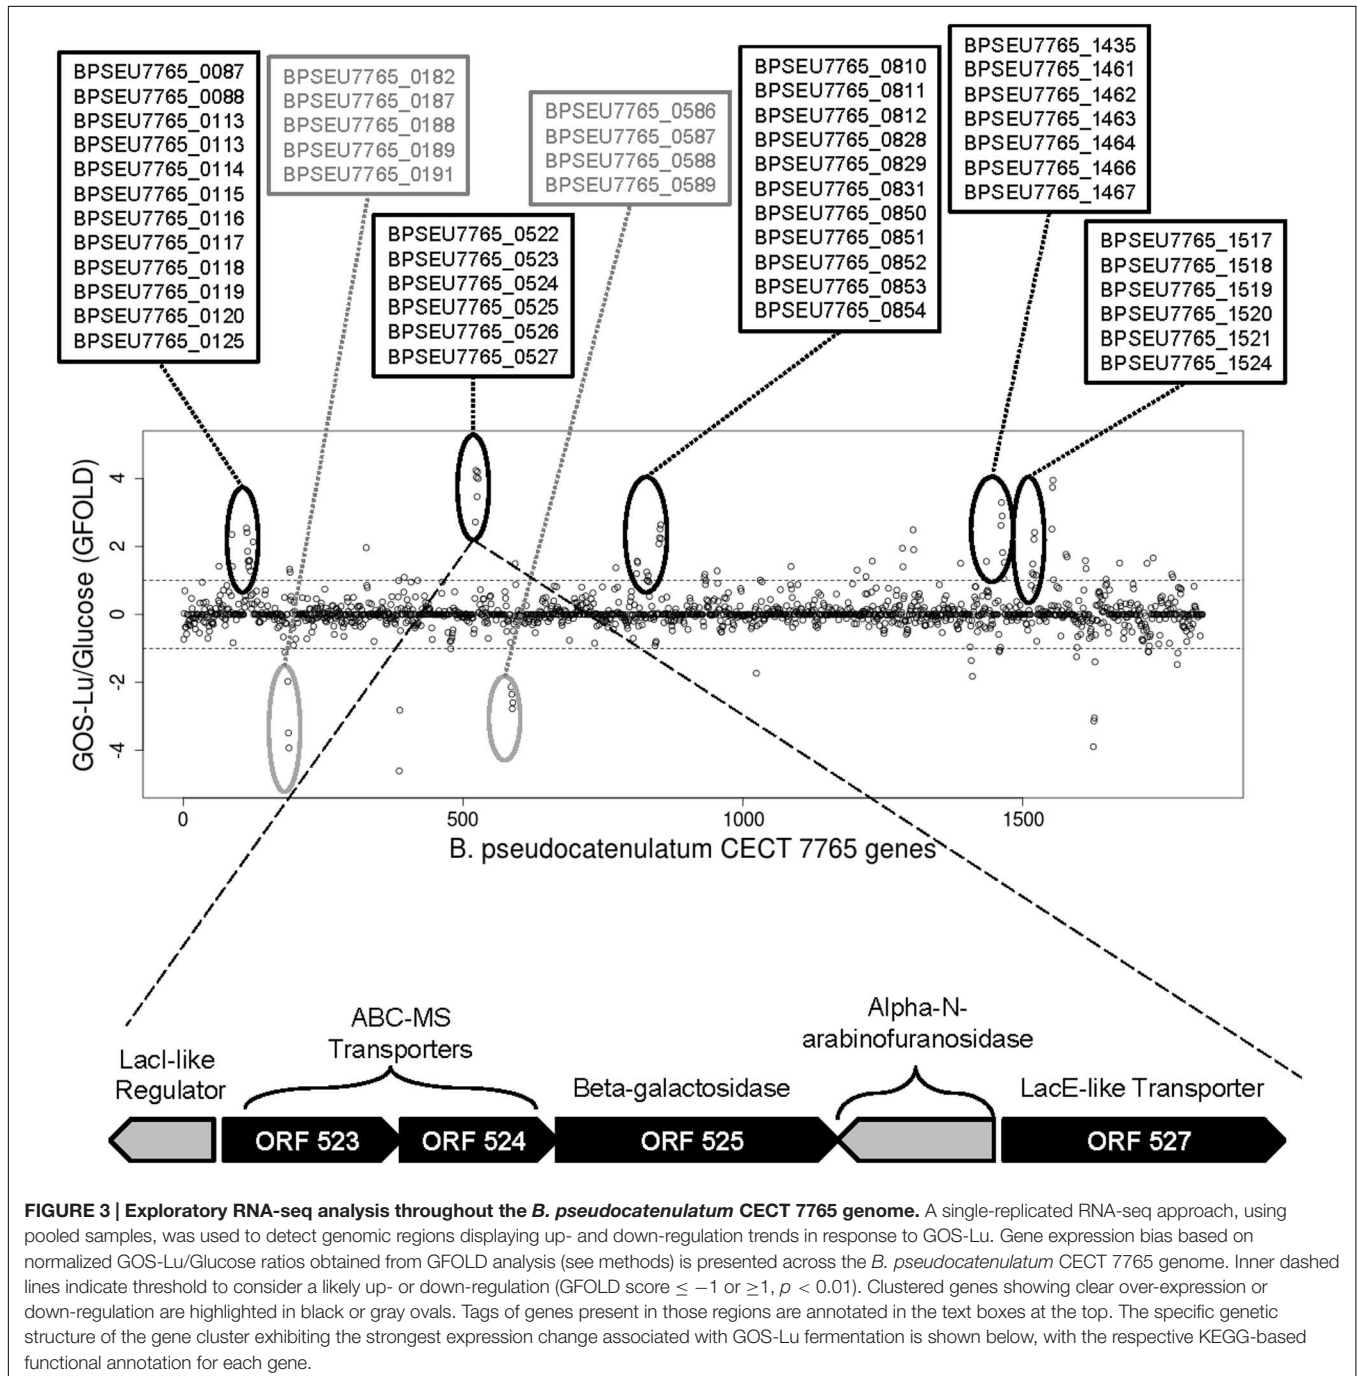 BPSEU7765_0087
BPSEU7765_0088
BPSEU7765_0113
BPSEU7765_0113
BPSEU7765_0114
BPSEU7765_0115
BPSEU7765_0116
BPSEU7765_0117
BPSEU7765_0118
BPSEU7765_0119
BPSEU7765_0120
BPSEU7765_0125
BPSEU7765_0182
BPSEU7765_0187
BPSEU7765_0188
BPSEU7765_0189
BPSEU7765_0191
BPSEU7765_0522
BPSEU7765_0523
BPSEU7765_0524
BPSEU7765_0525
BPSEU7765_0526
BPSEU7765_0527
BPSEU7765_0586
BPSEU7765_0587
BPSEU7765_0588
BPSEU7765_0589
BPSEU7765_0810
BPSEU7765_0811
BPSEU7765_0812
BPSEU7765_0828
BPSEU7765_0829
BPSEU7765_0831
BPSEU7765_0850
BPSEU7765_0851
BPSEU7765_0852
BPSEU7765_0853
BPSEU7765_0854
BPSEU7765_1435
BPSEU7765_1461
BPSEU7765_1462
BPSEU7765_1463
BPSEU7765_1464
BPSEU7765_1466
BPSEU7765_1467
BPSEU7765_1517
BPSEU7765_1518
BPSEU7765_1519
BPSEU7765_1520
BPSEU7765_1521
BPSEU7765_1524
GOS-Lu/Glucose (GFOLD)
4
2
0
-2
-4
0
500
1000
1500
B. pseudocatenulatum CECT 7765 genes
LacI-like
Regulator
ABC-MS
Transporters
Beta-galactosidase
Alpha-N-
arabinofuranosidase
LacE-like Transporter
ORF 523
ORF 524
ORF 525
ORF 527
FIGURE 3 | Exploratory RNA-seq analysis throughout the B. pseudocatenulatum CECT 7765 genome. A single-replicated RNA-seq approach, using
pooled samples, was used to detect genomic regions displaying up- and down-regulation trends in response to GOS-Lu. Gene expression bias based on
normalized GOS-Lu/Glucose ratios obtained from GFOLD analysis (see methods) is presented across the B. pseudocatenulatum CECT 7765 genome. Inner dashed
lines indicate threshold to consider a likely up- or down-regulation (GFOLD score ≤ −1 or ≥1, p < 0.01). Clustered genes showing clear over-expression or
down-regulation are highlighted in black or gray ovals. Tags of genes present in those regions are annotated in the text boxes at the top. The specific genetic
structure of the gene cluster exhibiting the strongest expression change associated with GOS-Lu fermentation is shown below, with the respective KEGG-based
functional annotation for each gene.